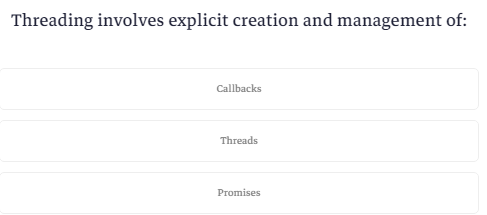 Threading involves explicit creation and management of:
Callbacks
Threads
Promises